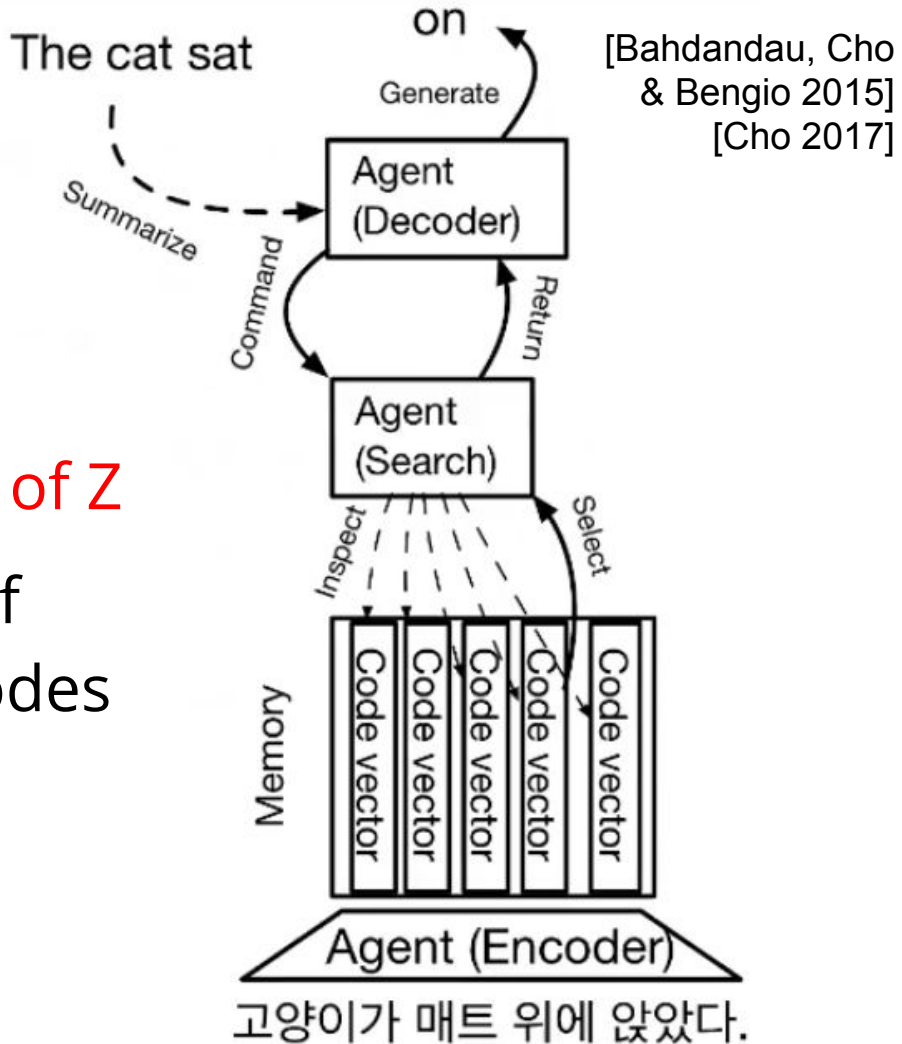 on
The cat sat
[Bahdandau, Cho
& Bengio 2015]
[Cho 2017]
Generate
Agent
(Decoder)
Summarize
Command
Return
Agent
(Search)
of Z
Inspect
Select
f
odes
Memory
Code vector
Code vector
Code vector
Code vector
Code vector
Agent (Encoder)
고양이가 매트 위에 앉았다.